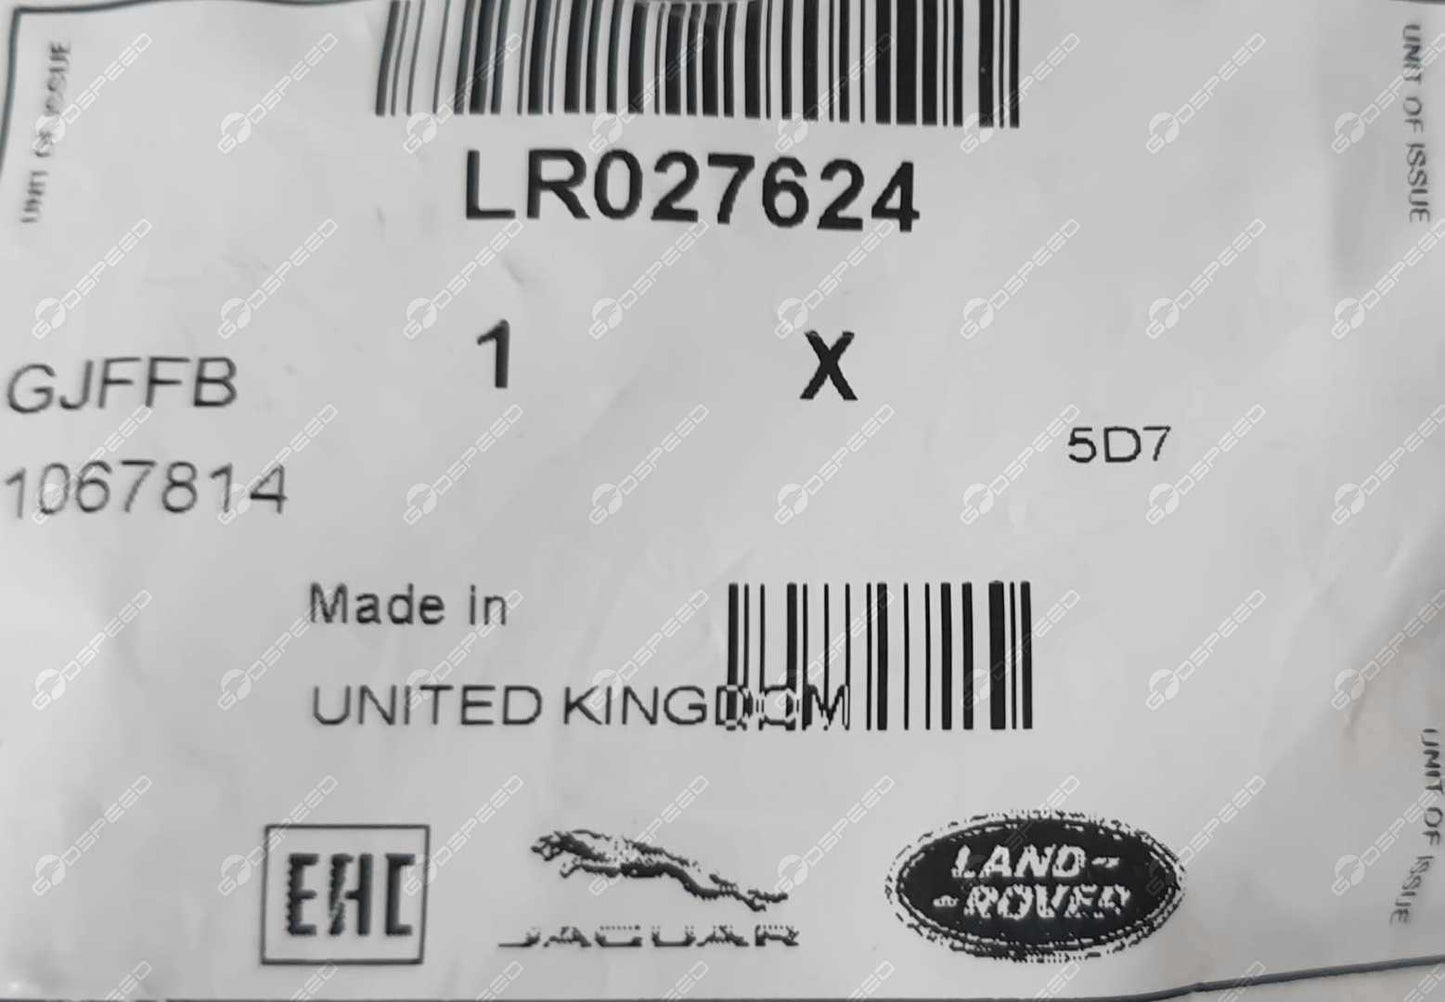 UNIT OF ISSUE
UNIT OF ISSUE
LR027624
1 X
GJFFB
5D7
1067814
Made in
UNITED KINGDOM
EAC
JAGUAR
LAND-
-ROVER
UNIT OF ISSUE
GODSPEED